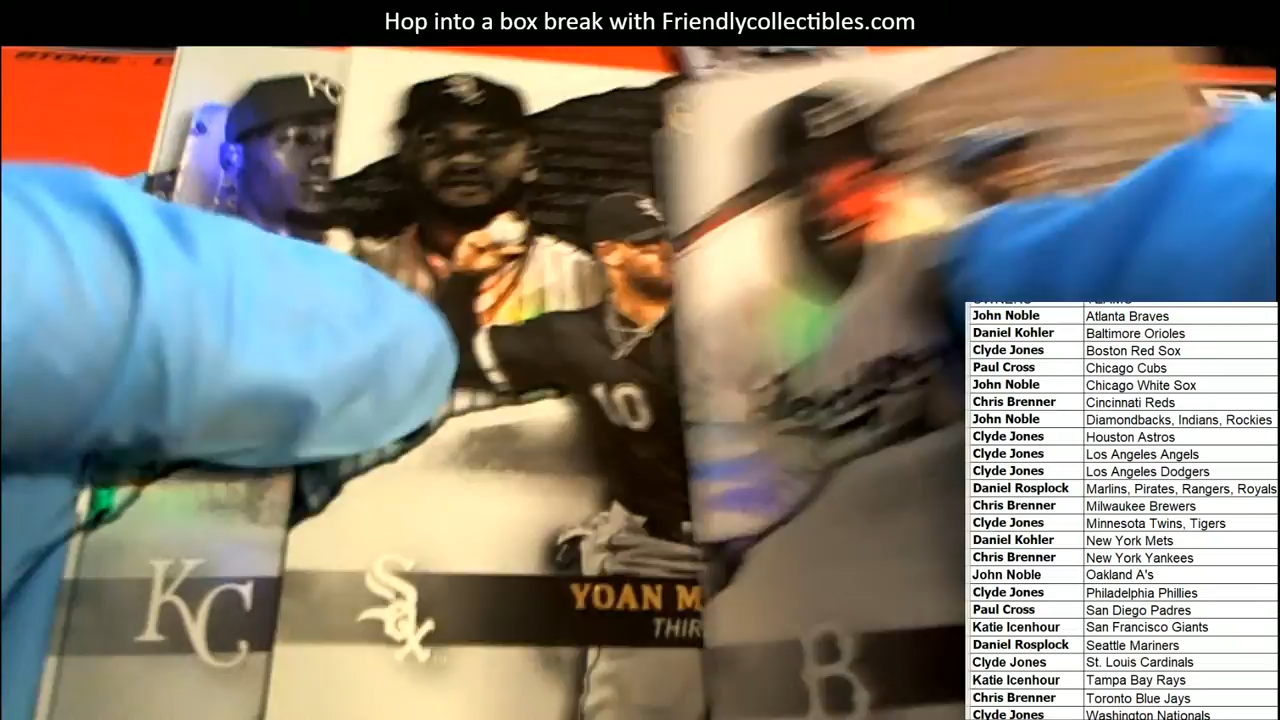 Hop into a box break with Friendlycollectibles.com
STORE
KC
Sox
10
KC
Sox
YOAN M
THIR
B
John Noble Atlanta Braves
Daniel Kohler Baltimore Orioles
Clyde Jones Boston Red Sox
Paul Cross Chicago Cubs
John Noble Chicago White Sox
Chris Brenner Cincinnati Reds
John Noble Diamondbacks, Indians, Rockies
Clyde Jones Houston Astros
Clyde Jones Los Angeles Angels
Clyde Jones Los Angeles Dodgers
Daniel Rosplock Marlins, Pirates, Rangers, Royals
Chris Brenner Milwaukee Brewers
Clyde Jones Minnesota Twins, Tigers
Daniel Kohler New York Mets
Chris Brenner New York Yankees
John Noble Oakland A's
Clyde Jones Philadelphia Phillies
Paul Cross San Diego Padres
Katie Icenhour San Francisco Giants
Daniel Rosplock Seattle Mariners
Clyde Jones St. Louis Cardinals
Katie Icenhour Tampa Bay Rays
Chris Brenner Toronto Blue Jays
Clyde Jones Washington Nationals